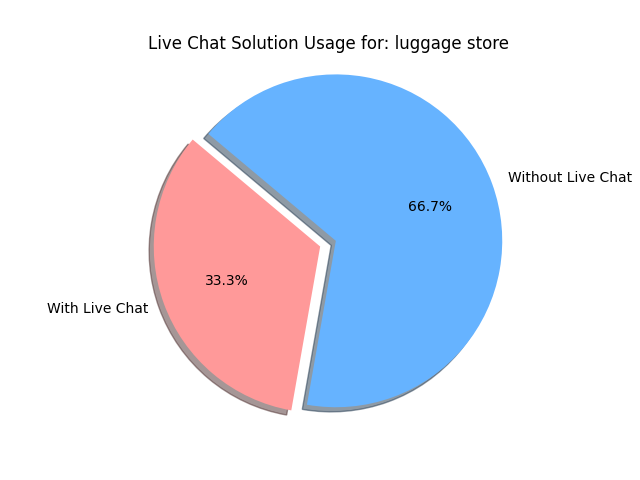 Live Chat Solution Usage for: luggage store
Without Live Chat
66.7%
33.3%
With Live Chat